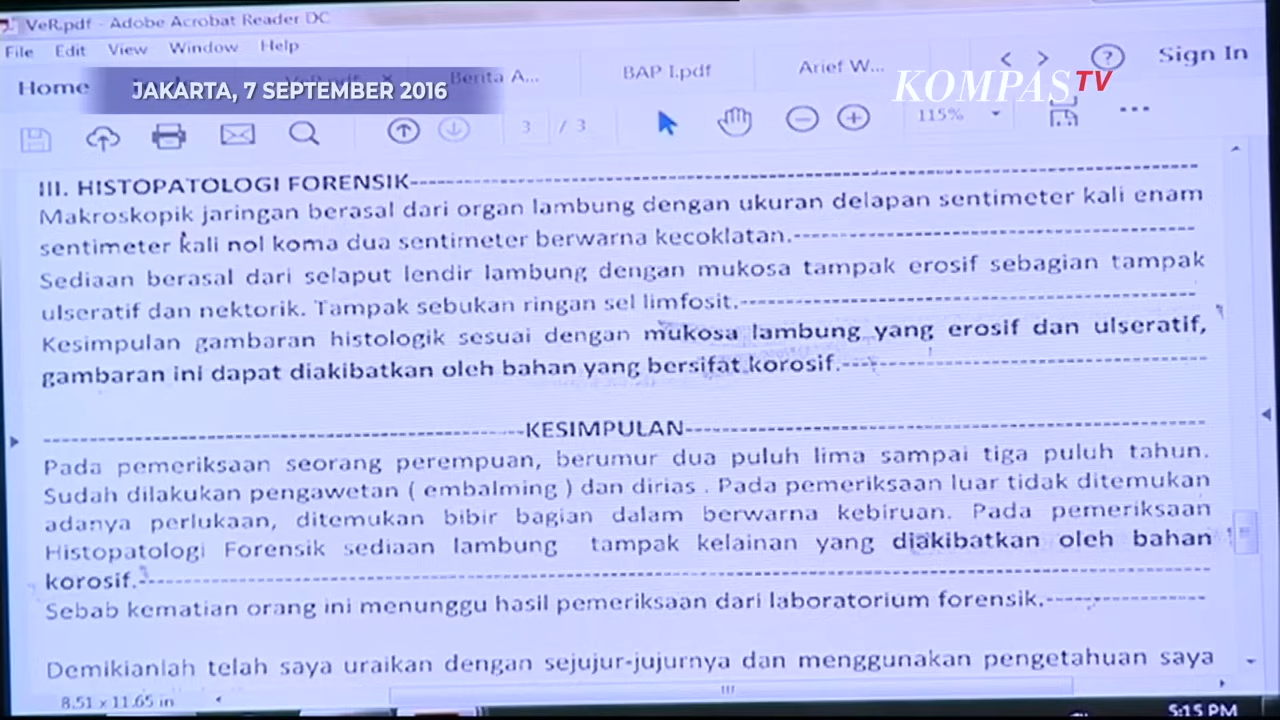 VeR.pdf - Adobe Acrobat Reader DC
File Edit View Window Help
Home
Berita A... BAP I.pdf Arief W... Sign In
JAKARTA, 7 SEPTEMBER 2016
KOMPAS TV
3 / 3 115%
III. HISTOPATOLOGI FORENSIK
Makroskopik jaringan berasal dari organ lambung dengan ukuran delapan sentimeter kali enam
sentimeter kali nol koma dua sentimeter berwarna kecoklatan.
Sediaan berasal dari selaput lendir lambung dengan mukosa tampak erosif sebagian tampak
ulseratif dan nektorik. Tampak sebukan ringan sel limfosit.
Kesimpulan gambaran histologik sesuai dengan mukosa lambung yang erosif dan ulseratif,
gambaran ini dapat diakibatkan oleh bahan yang bersifat korosif.
KESIMPULAN
Pada pemeriksaan seorang perempuan, berumur dua puluh lima sampai tiga puluh tahun.
Sudah dilakukan pengawetan ( embalming ) dan dirias . Pada pemeriksaan luar tidak ditemukan
adanya perlukaan, ditemukan bibir bagian dalam berwarna kebiruan. Pada pemeriksaan
Histopatologi Forensik sediaan lambung tampak kelainan yang diakibatkan oleh bahan
korosif.
Sebab kematian orang ini menunggu hasil pemeriksaan dari laboratorium forensik.
Demikianlah telah saya uraikan dengan sejujur-jujurnya dan menggunakan pengetahuan saya
8.51 x 11.65 in
5:15 PM